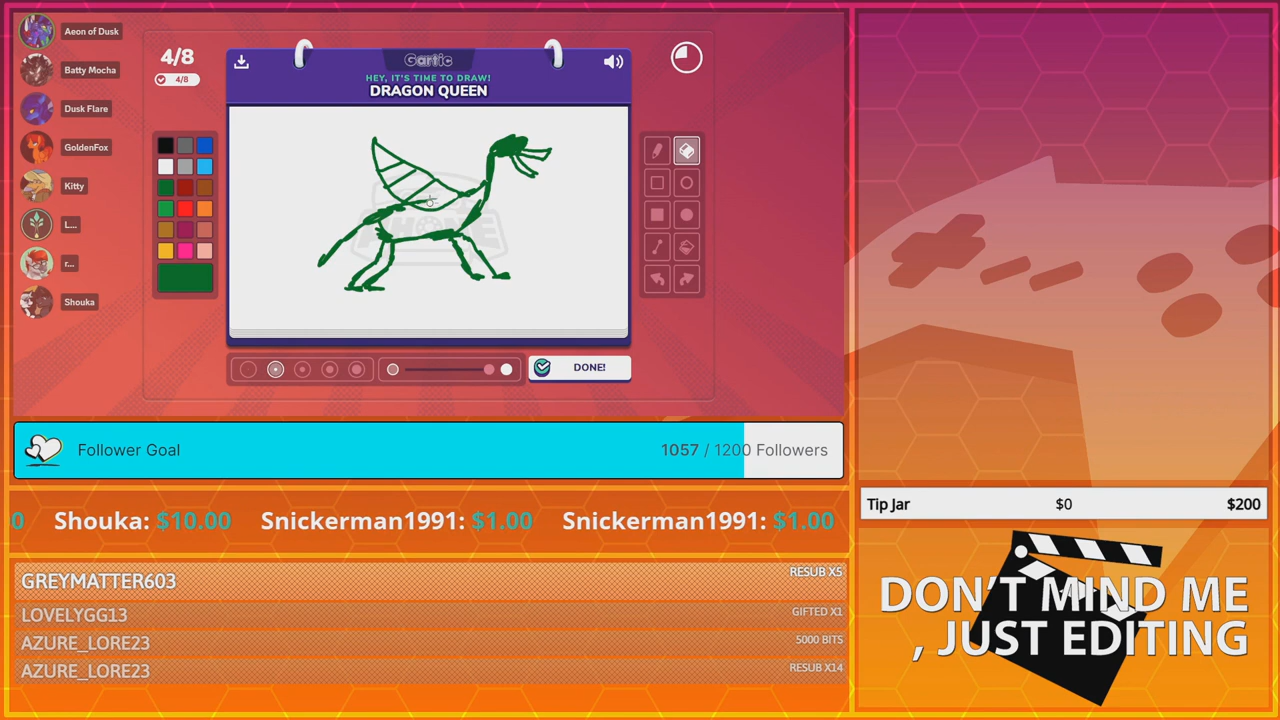 Aeon of Dusk
Batty Mocha
Dusk Flare
GoldenFox
Kitty
L...
r...
Shouka
4/8
4/8
Gartic
HEY, IT'S TIME TO DRAW!
DRAGON QUEEN
PHONE
DONE!
Follower Goal
1057 / 1200 Followers
0 Shouka: $10.00 Snickerman1991: $1.00 Snickerman1991: $1.00
GREYMATTER603 RESUB X5
LOVELYGG13 GIFTED X1
AZURE_LORE23 5000 BITS
AZURE_LORE23 RESUB X14
Tip Jar $0 $200
DON'T MIND ME
, JUST EDITING